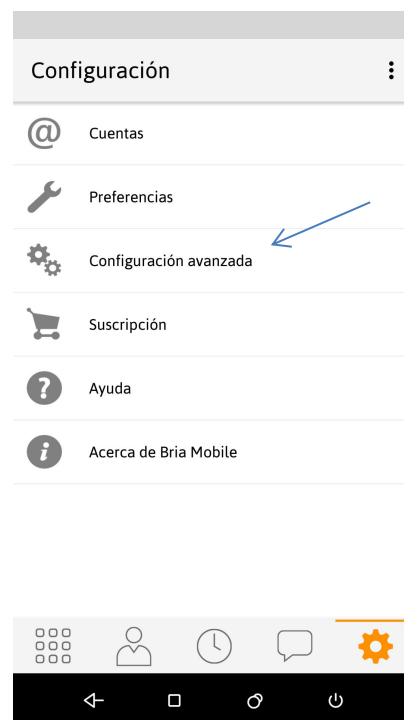 Configuración
Cuentas
Preferencias
Configuración avanzada
Suscripción
Ayuda
Acerca de Bria Mobile